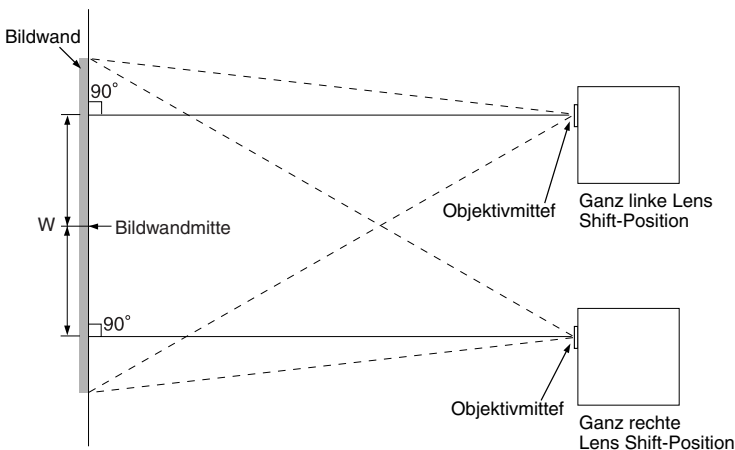 Bildwand
90°
Objektivmittef
Ganz linke Lens
Shift-Position
W
Bildwandmitte
90°
Objektivmittef
Ganz rechte
Lens Shift-Position